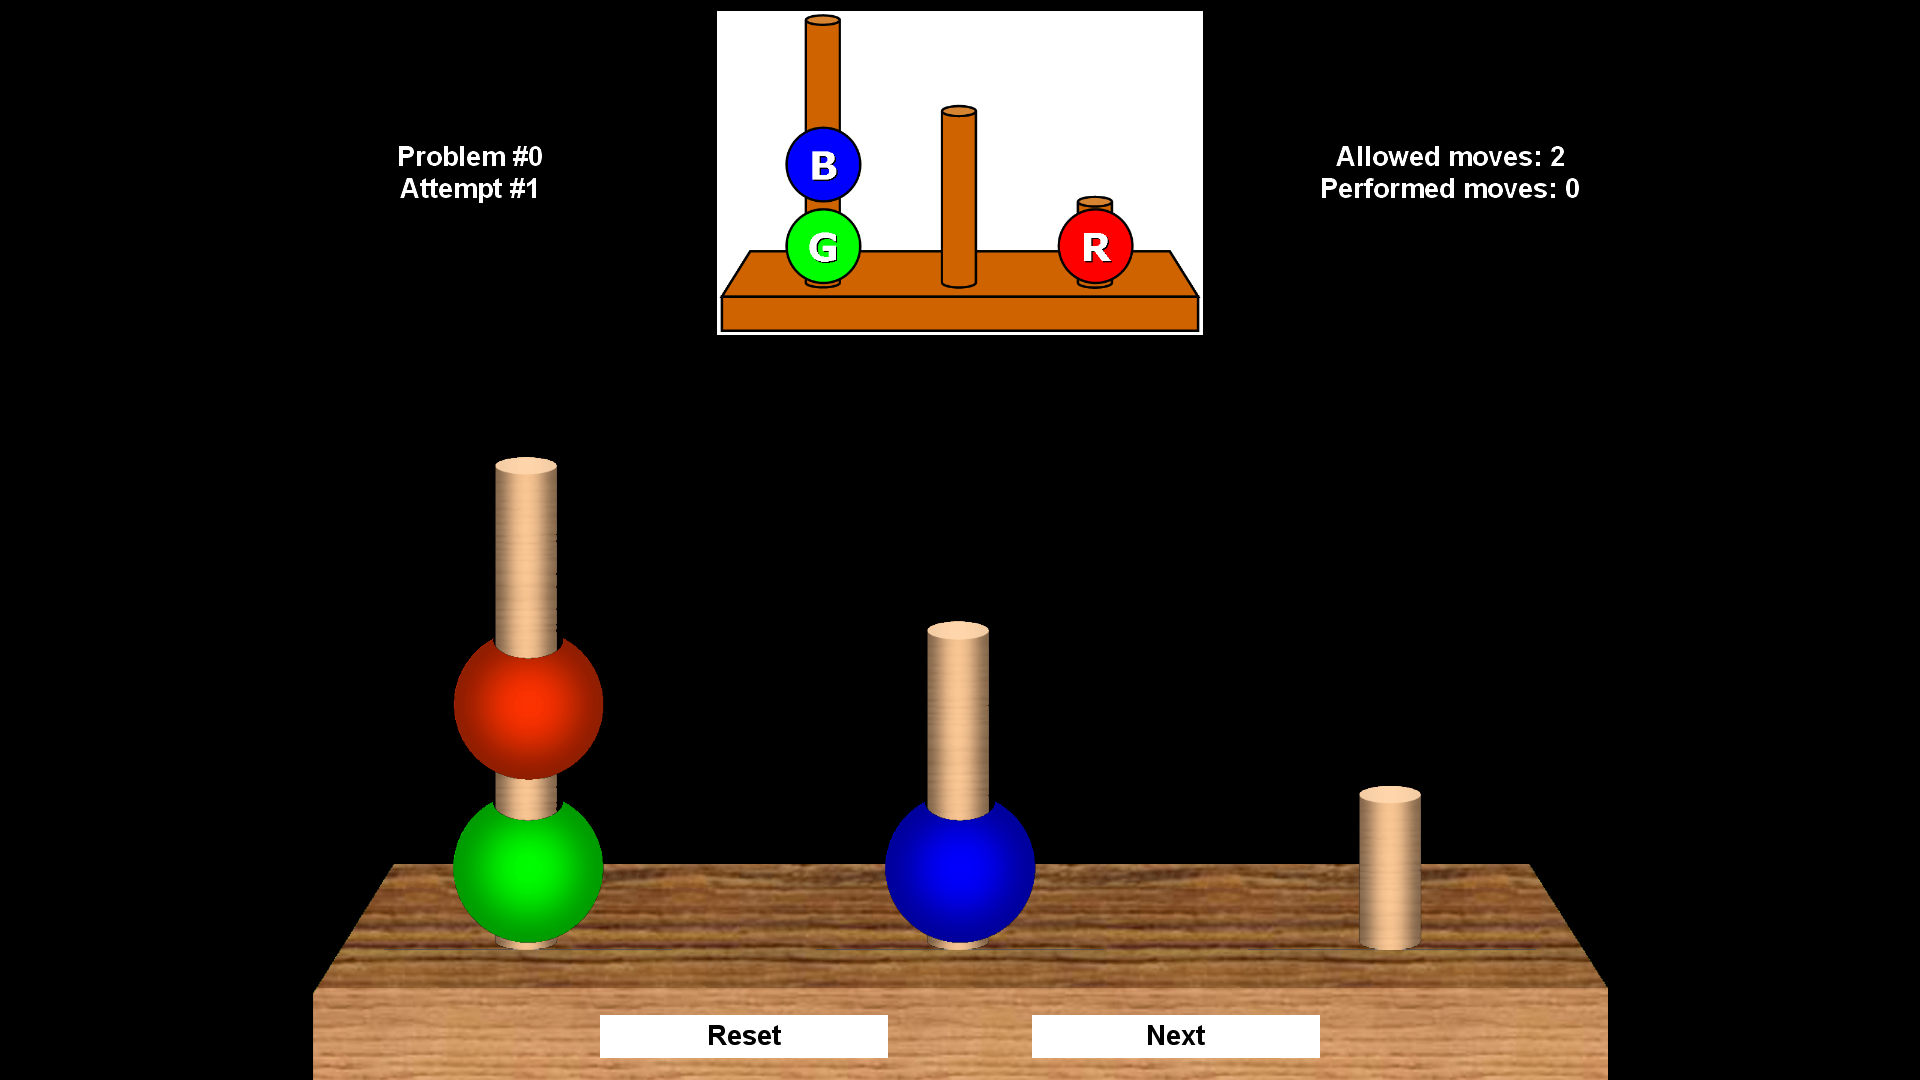 Problem #0
Attempt #1
B
G
R
Allowed moves: 2
Performed moves: 0
Reset
Next